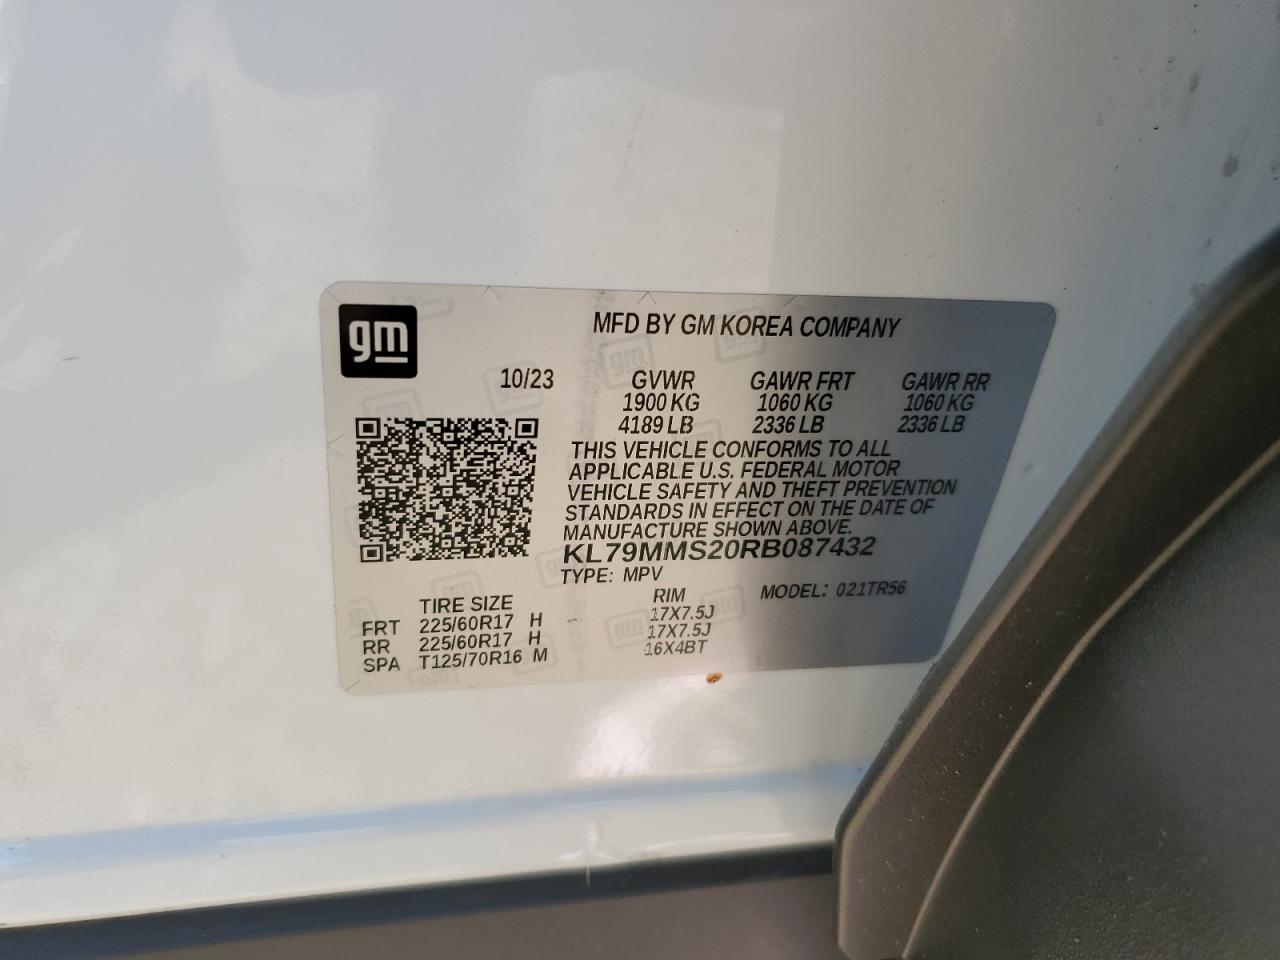 gm
MFD BY GM KOREA COMPANY
10/23 GVWR GAWR FRT GAWR RR
1900 KG 1060 KG 1060 KG
4189 LB 2336 LB 2336 LB
THIS VEHICLE CONFORMS TO ALL
APPLICABLE U.S. FEDERAL MOTOR
VEHICLE SAFETY AND THEFT PREVENTION
STANDARDS IN EFFECT ON THE DATE OF
MANUFACTURE SHOWN ABOVE.
KL79MMS20RB087432
TYPE: MPV MODEL: 021TR56
TIRE SIZE RIM
FRT 225/60R17 H 17X7.5J
RR 225/60R17 H 17X7.5J
SPA T125/70R16 M 16X4BT